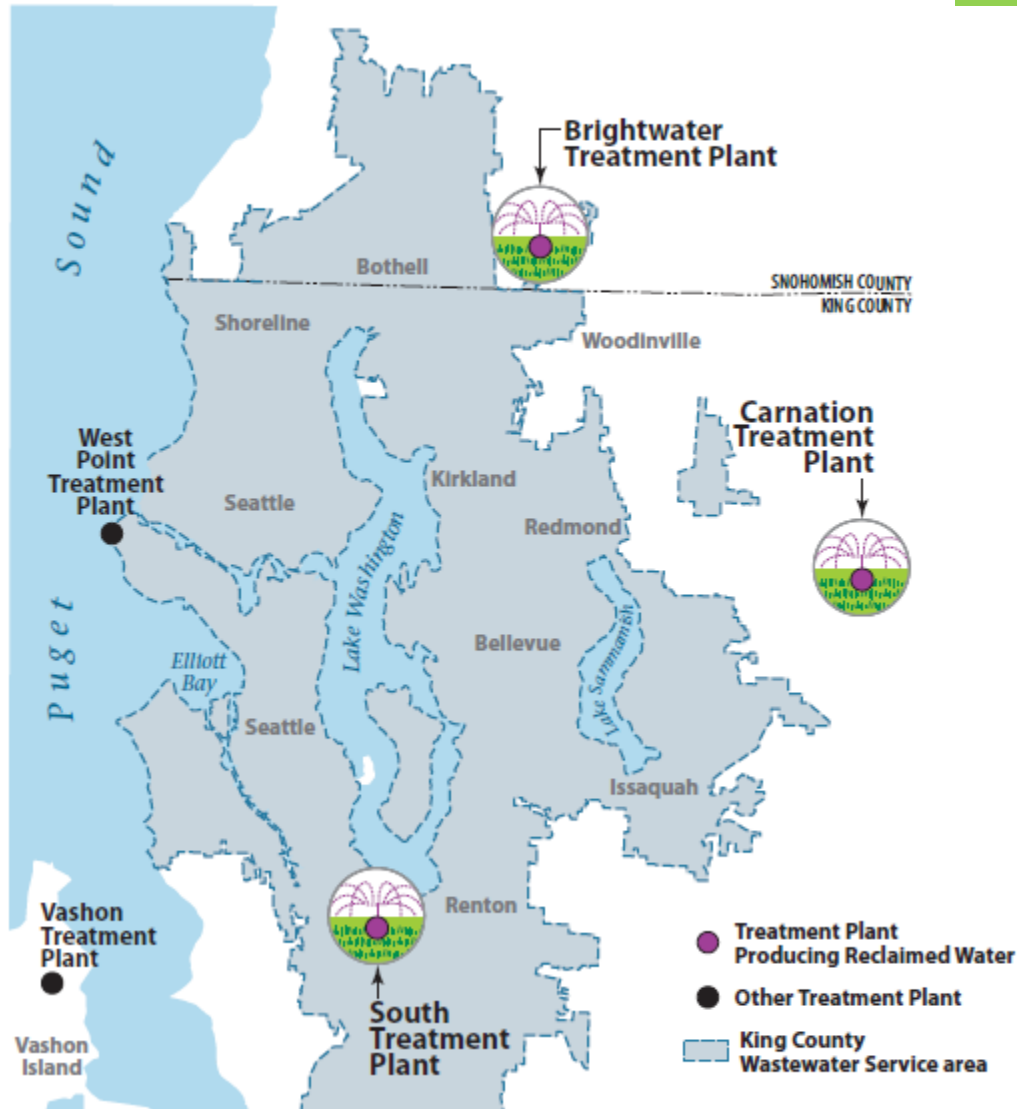 Brightwater
Treatment Plant
Sound
Bothell
SNOHOMISH COUNTY
KING COUNTY
Shoreline
Woodinville
Carnation
Treatment
Plant
West
Point
Treatment
Plant
Seattle
Kirkland
Redmond
Lake Washington
Puget
Elliott
Bay
Bellevue
Lake Sammamish
Seattle
Issaquah
Vashon
Treatment
Plant
Renton
Treatment Plant
Producing Reclaimed Water
Other Treatment Plant
South
Treatment
Plant
Vashon
Island
King County
Wastewater Service area